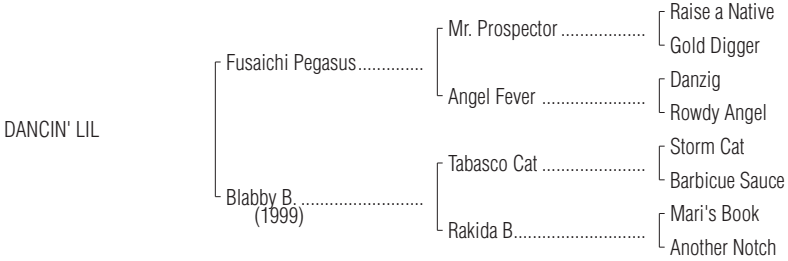 Raise a Native
Mr. Prospector ..................
Gold Digger
Fusaichi Pegasus..............
Danzig
Angel Fever ......................
Rowdy Angel
DANCIN' LIL
Storm Cat
Tabasco Cat ......................
Barbicue Sauce
Blabby B. ..........................
(1999)
Mari's Book
Rakida B............................
Another Notch